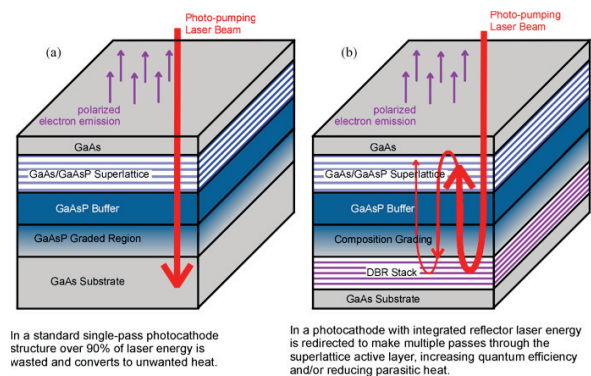 Photo-pumping
Laser Beam
(a)
polarized
electron emission
GaAs
GaAs/GaAsP Superlattice
GaAsP Buffer
GaAsP Graded Region
GaAs Substrate
In a standard single-pass photocathode
structure over 90% of laser energy is
wasted and converts to unwanted heat.
Photo-pumping
Laser Beam
(b)
polarized
electron emission
GaAs
GaAs/GaAsP Superlattice
GaAsP Buffer
Composition Grading
DBR Stack
GaAs Substrate
In a photocathode with integrated reflector laser energy
is redirected to make multiple passes through the
superlattice active layer, increasing quantum efficiency
and/or reducing parasitic heat.